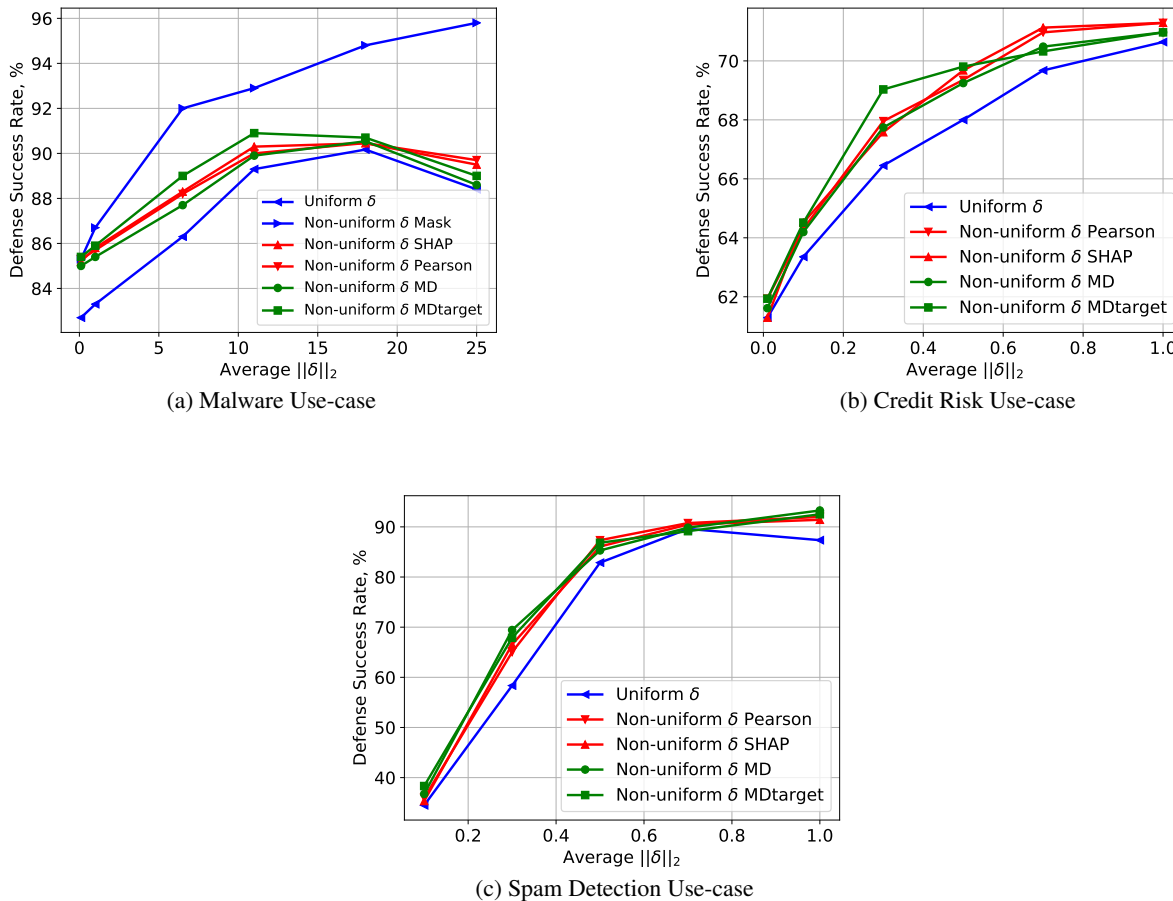 96
94
92
90
88
86
84
Defense Success Rate, %
Uniform δ
Non-uniform δ Mask
Non-uniform δ SHAP
Non-uniform δ Pearson
Non-uniform δ MD
Non-uniform δ MDtarget
0 5 10 15 20 25
Average ||δ||₂
(a) Malware Use-case
70
68
66
64
62
Defense Success Rate, %
Uniform δ
Non-uniform δ Pearson
Non-uniform δ SHAP
Non-uniform δ MD
Non-uniform δ MDtarget
0.0 0.2 0.4 0.6 0.8 1.0
Average ||δ||₂
(b) Credit Risk Use-case
90
80
70
60
50
40
Defense Success Rate, %
Uniform δ
Non-uniform δ Pearson
Non-uniform δ SHAP
Non-uniform δ MD
Non-uniform δ MDtarget
0.2 0.4 0.6 0.8 1.0
Average ||δ||₂
(c) Spam Detection Use-case